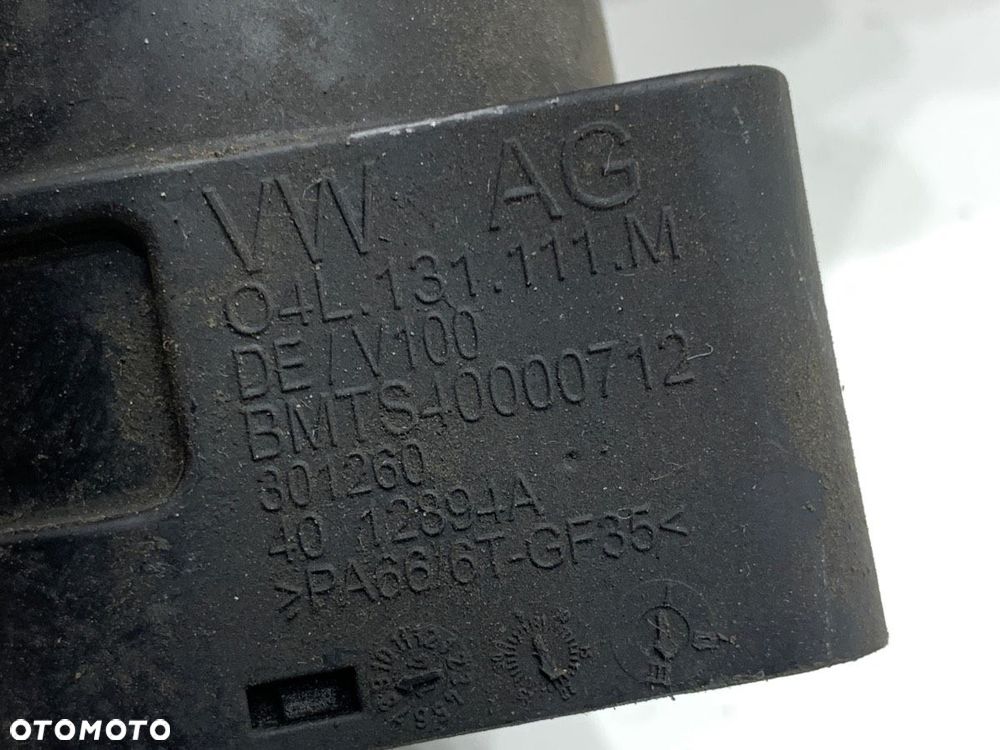 VW AG
04L.131.111.M
DE / V100
BMTS40000712
301260
40 12894A
>PA66/6T-GF35<
OTOMOTO